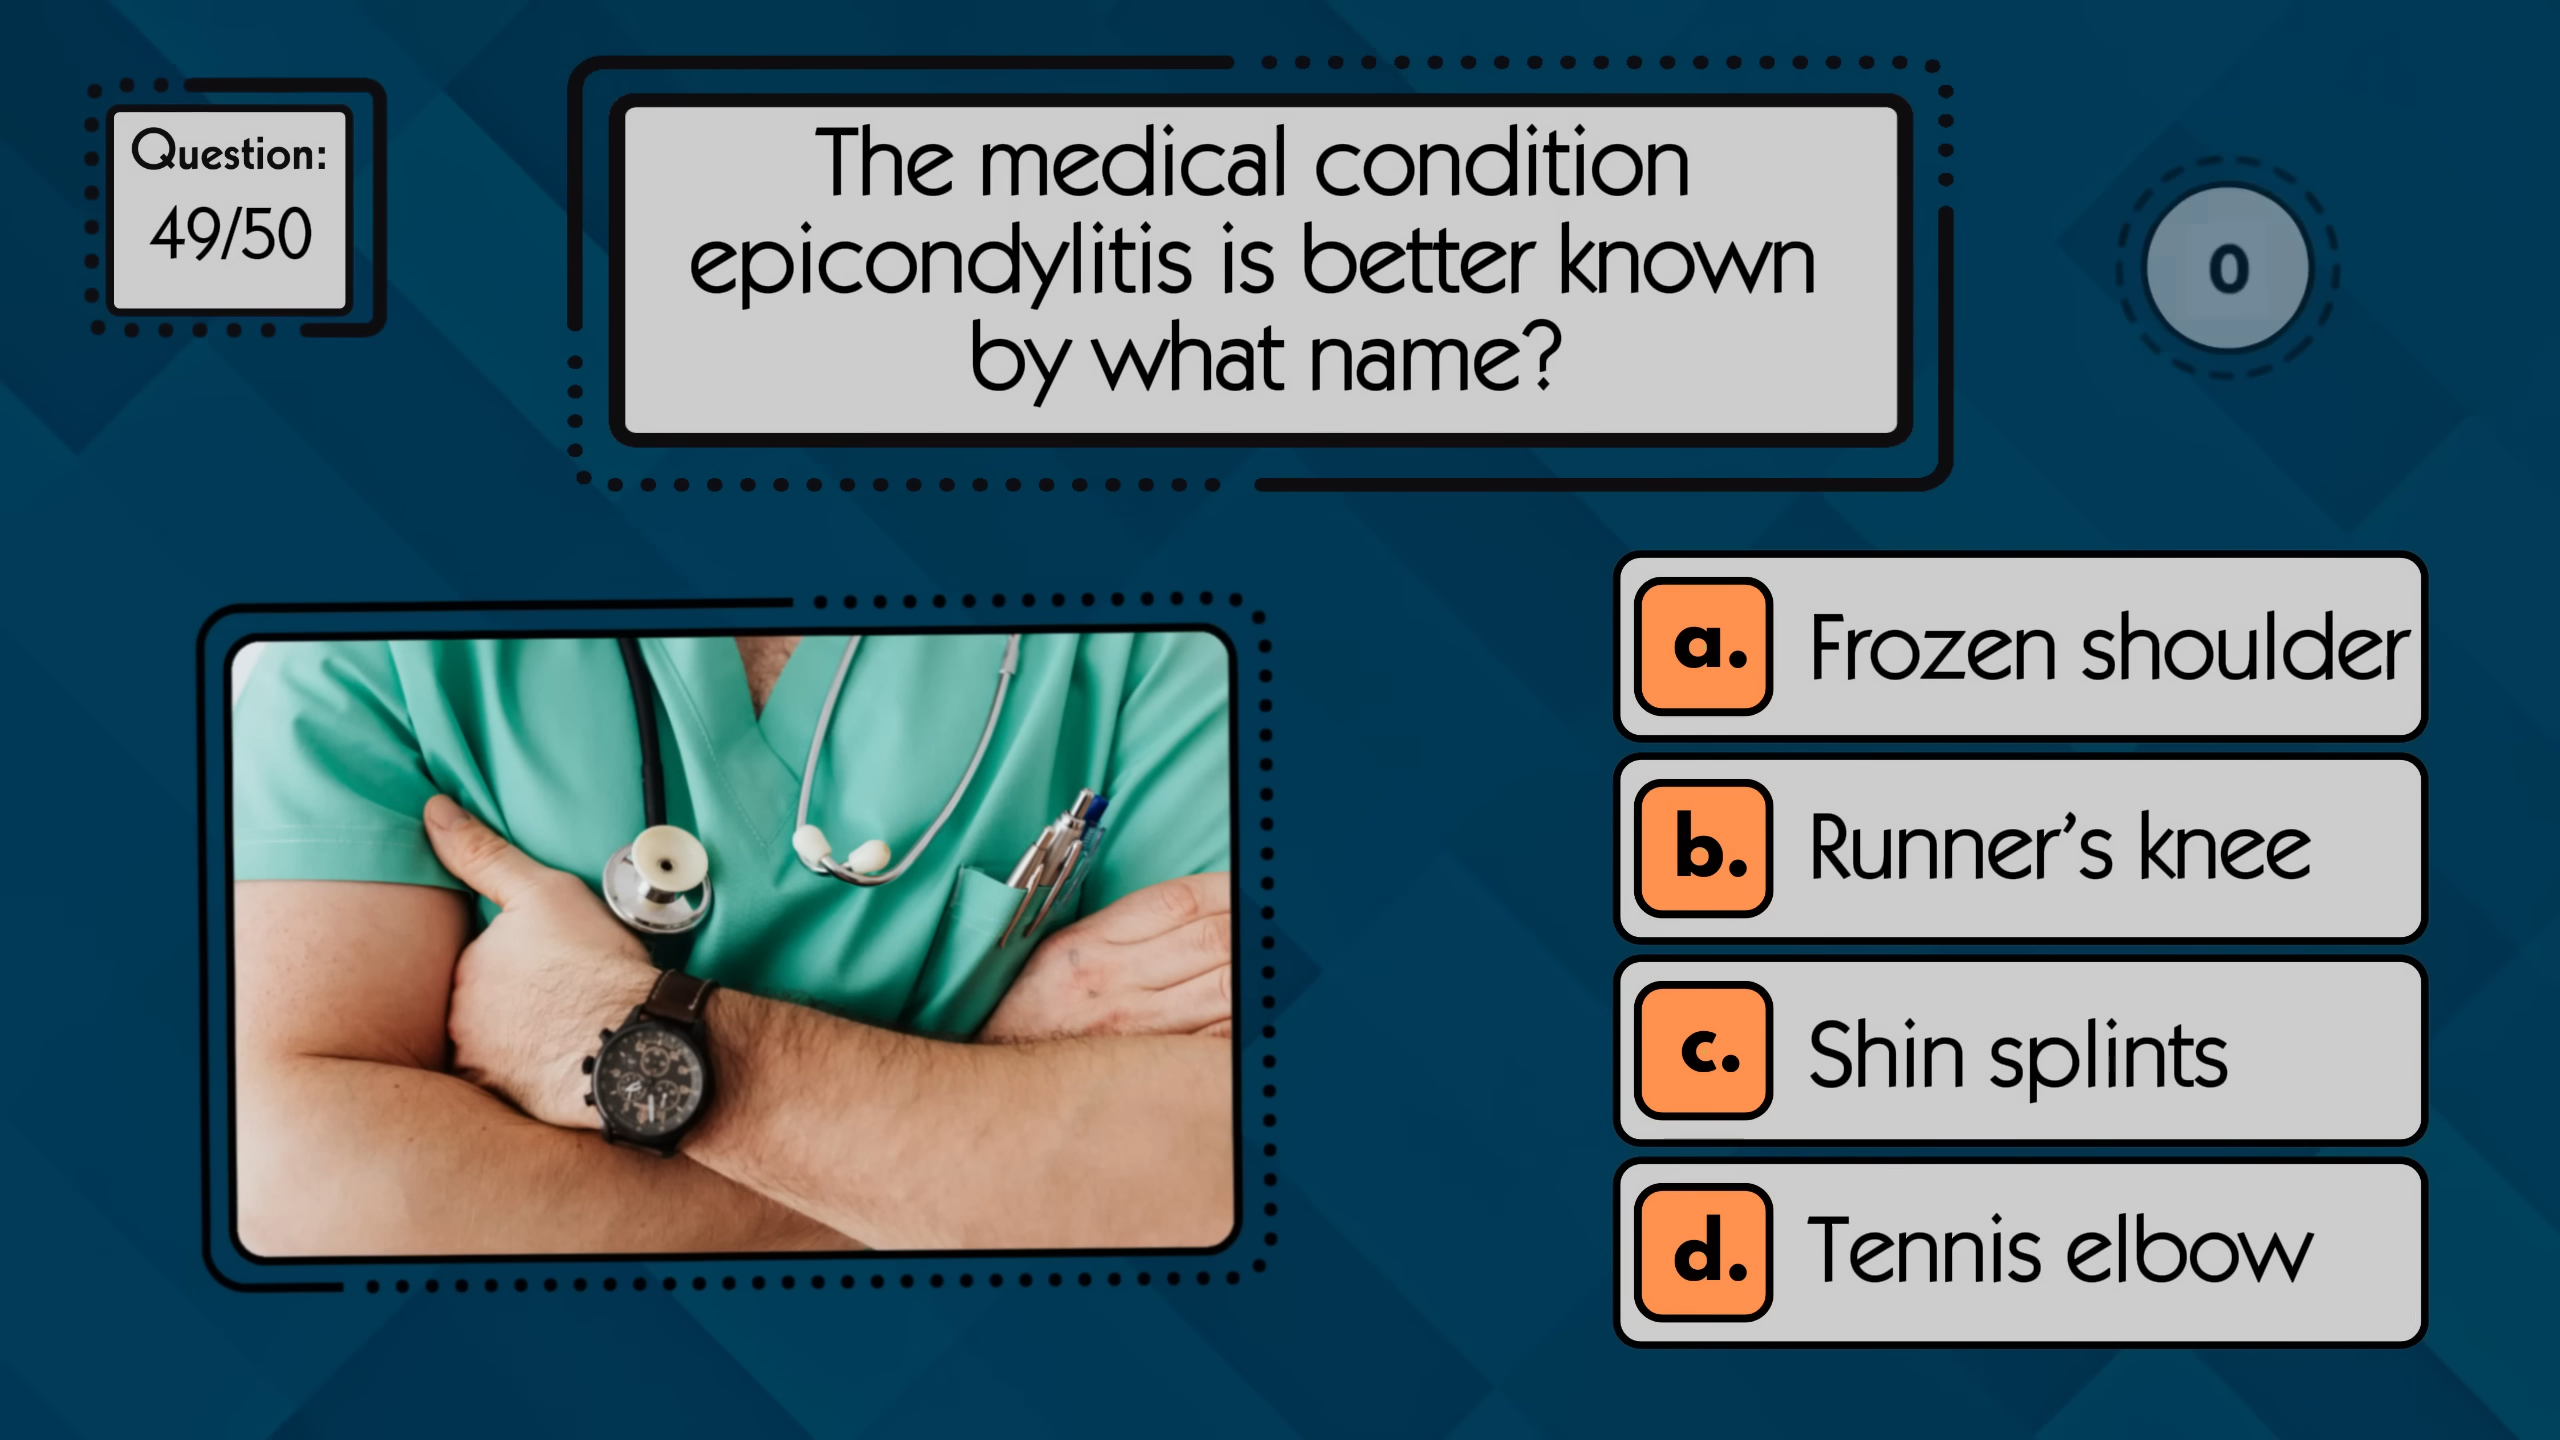 Question:
49/50
The medical condition
epicondylitis is better known
by what name?
0
a. Frozen shoulder
b. Runner’s knee
c. Shin splints
d. Tennis elbow